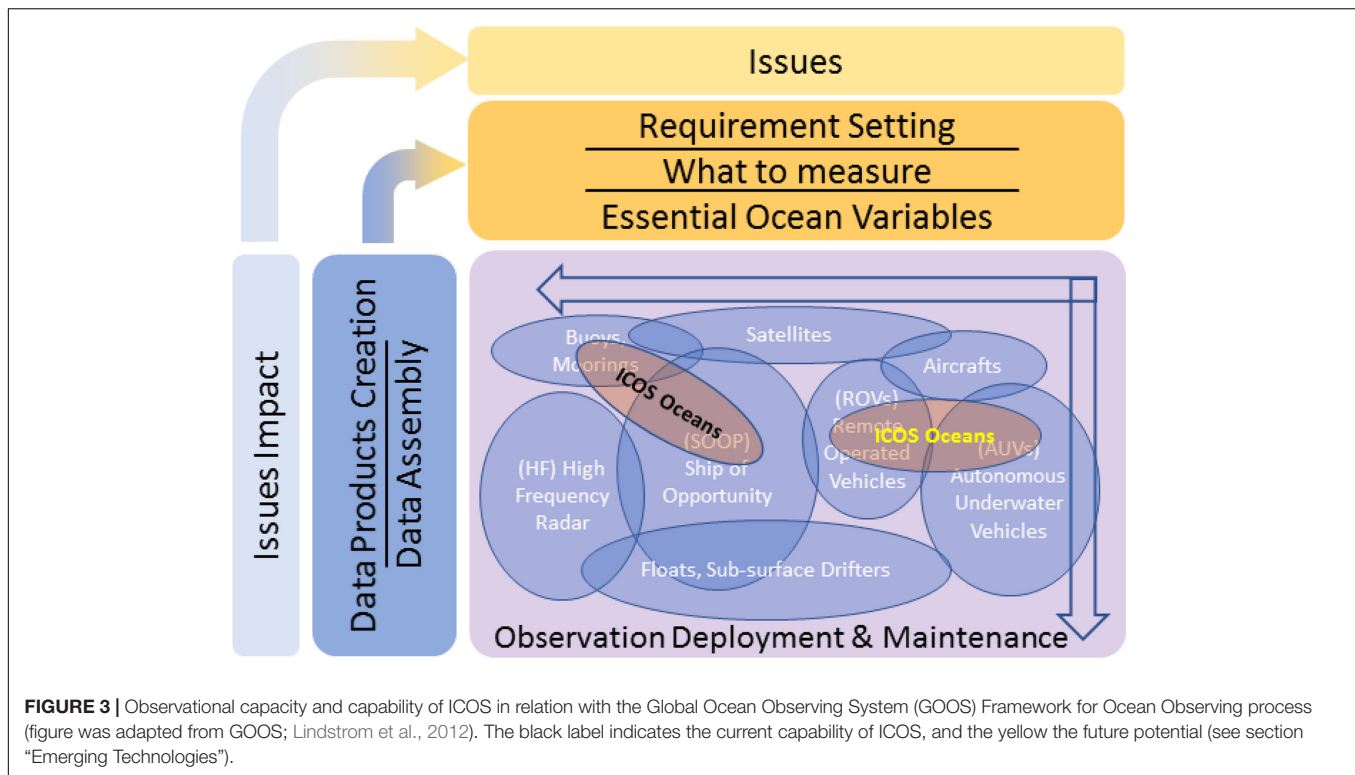 Issues
Requirement Setting
What to measure
Essential Ocean Variables
Issues Impact
Data Products Creation
Data Assembly
Buoys,
Moorings
Satellites
Aircrafts
ICOS Oceans
(HF) High
Frequency
Radar
(SOOP)
Ship of
Opportunity
(ROVs)
Remote
Operated
Vehicles
ICOS Oceans
(AUVs)
Autonomous
Underwater
Vehicles
Floats, Sub-surface Drifters
Observation Deployment & Maintenance
FIGURE 3 | Observational capacity and capability of ICOS in relation with the Global Ocean Observing System (GOOS) Framework for Ocean Observing process
(figure was adapted from GOOS; Lindstrom et al., 2012). The black label indicates the current capability of ICOS, and the yellow the future potential (see section
“Emerging Technologies”).